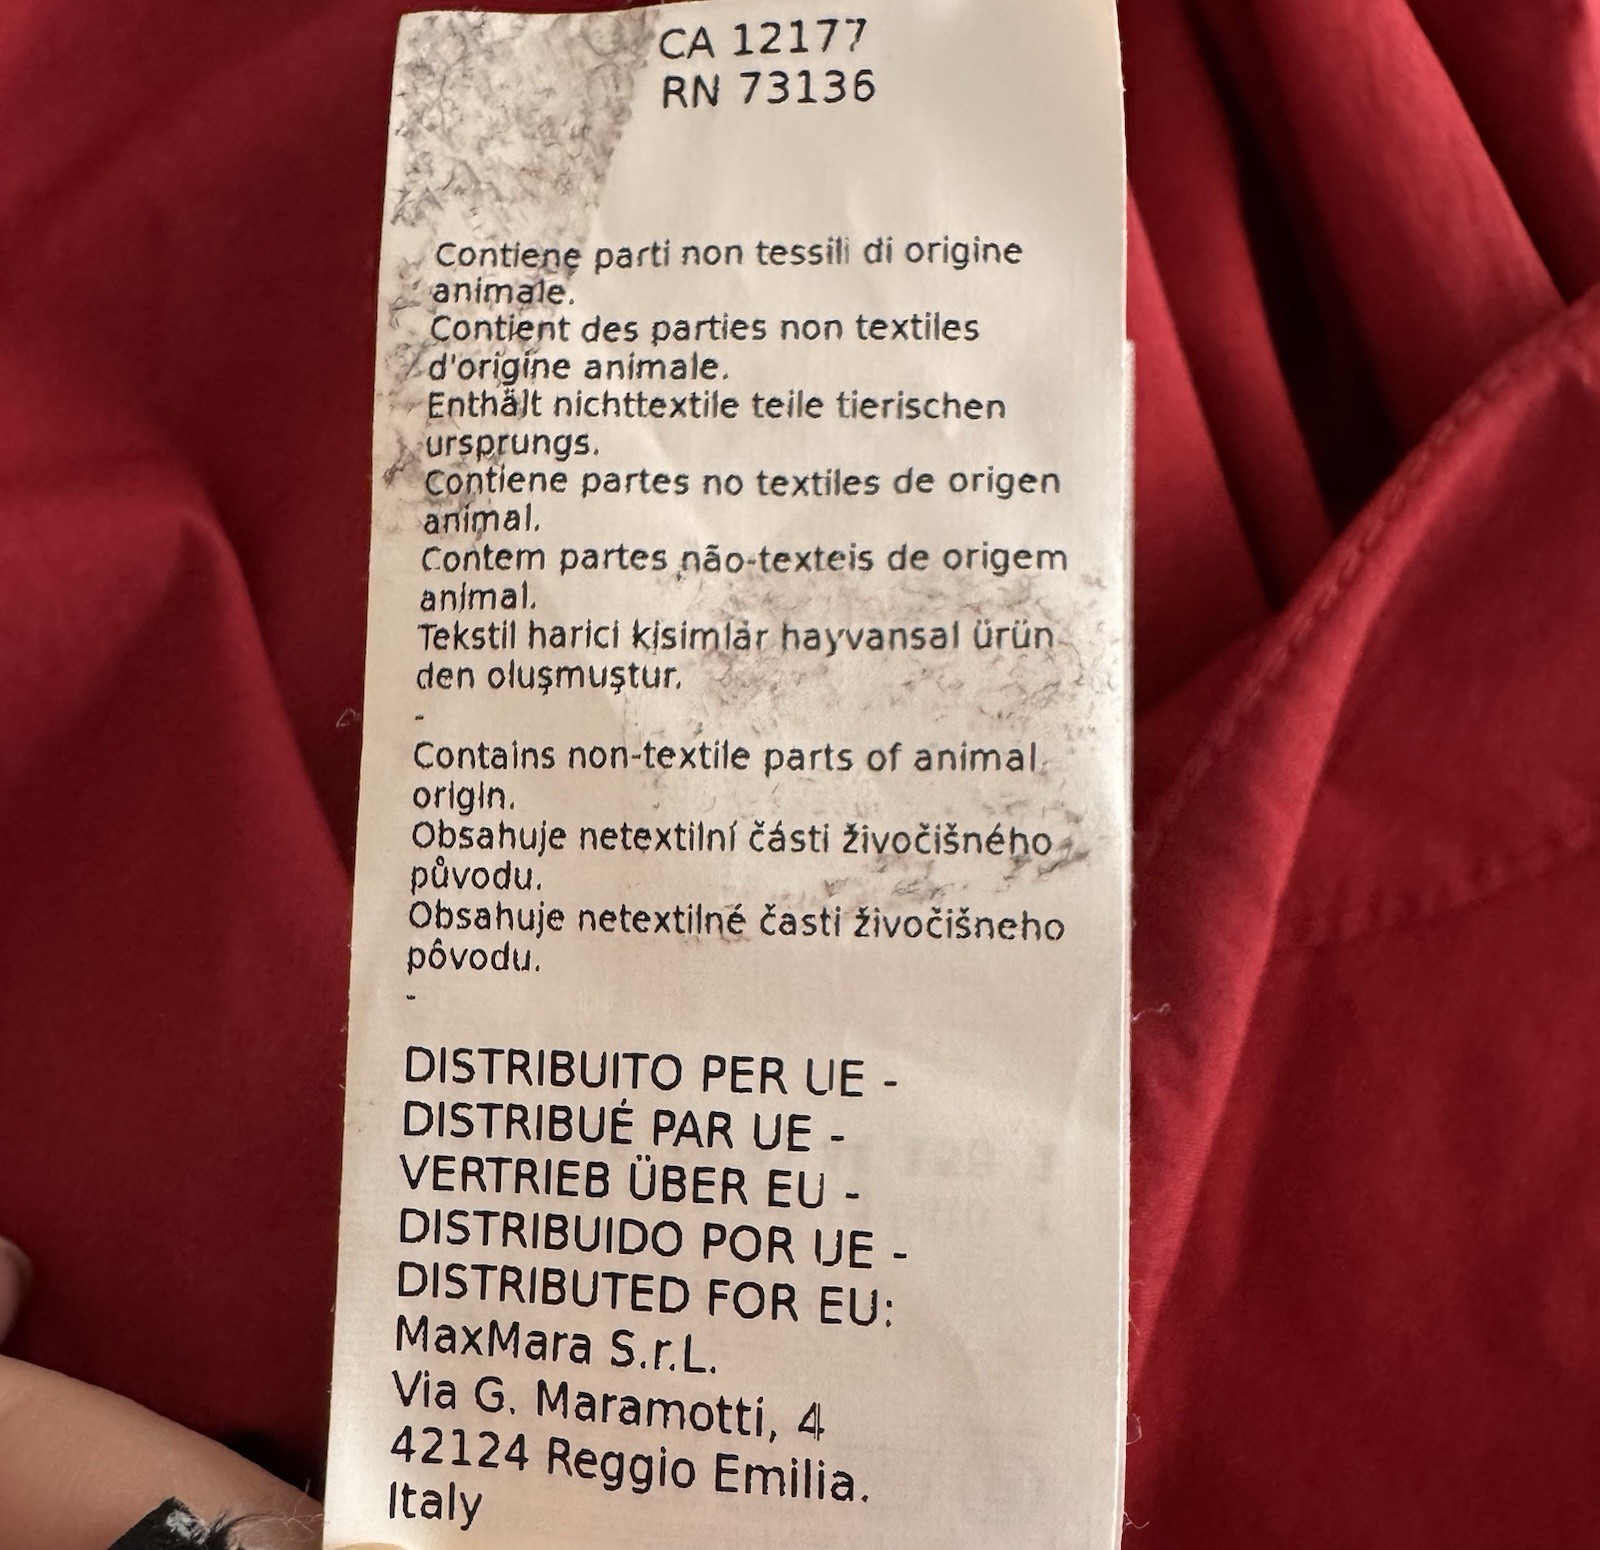 CA 12177
RN 73136
Contiene parti non tessili di origine
animale.
Contient des parties non textiles
d'origine animale.
Enthält nichttextile teile tierischen
ursprungs.
Contiene partes no textiles de origen
animal.
Contem partes não-texteis de origem
animal.
Tekstil harici kisimlar hayvansal ürün
den oluşmuştur.
-
Contains non-textile parts of animal
origin.
Obsahuje netextilní části živočišného
původu.
Obsahuje netextilné časti živočišneho
pôvodu.
-
DISTRIBUITO PER UE -
DISTRIBUÉ PAR UE -
VERTRIEB ÜBER EU -
DISTRIBUIDO POR UE -
DISTRIBUTED FOR EU:
MaxMara S.r.L.
Via G. Maramotti, 4
42124 Reggio Emilia.
Italy